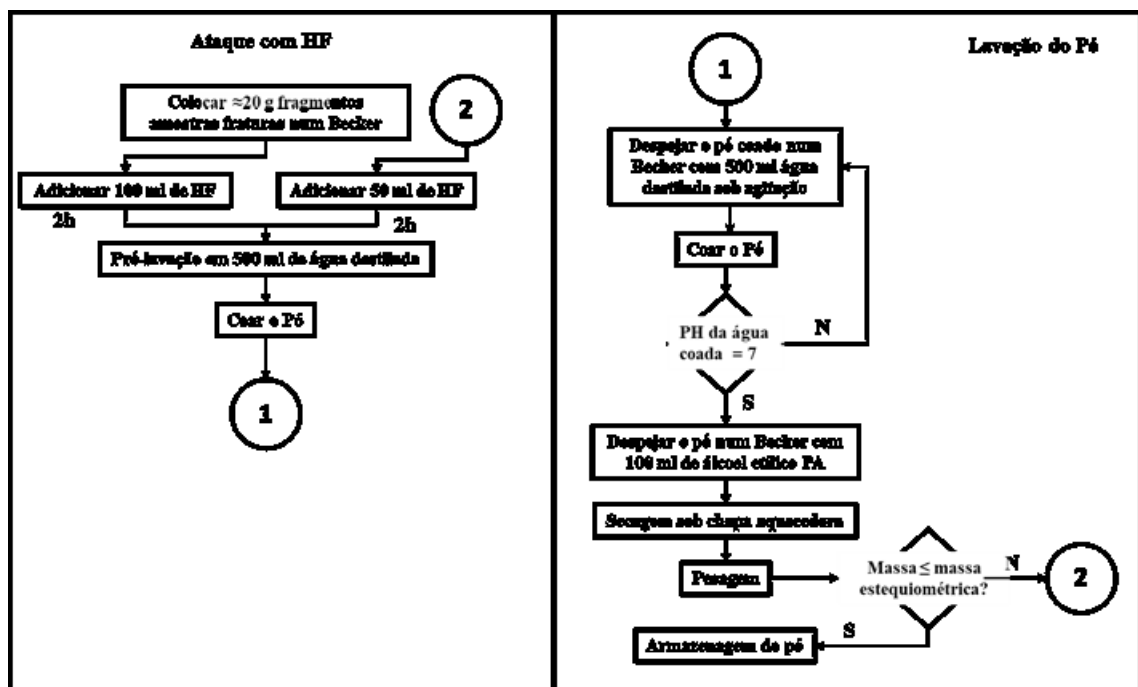 Ataque com HF
Colocar ≈20 g fragmentos
amostras fraturas num Becker
2
Adicionar 100 ml de HF
Adicionar 50 ml de HF
2h
2h
Pré-lavação em 500 ml de água destilada
Coar o Pó
1
Lavação do Pó
1
Despejar o pó coado num
Becher com 500 ml água
destilada sob agitação
Coar o Pó
PH da água
coada = 7
N
S
Despejar o pó num Becker com
100 ml de álcool etílico PA
Secagem sob chapa aquecedora
Pesagem
Massa ≤ massa
estequiométrica?
N
2
S
Armazenagem do pó